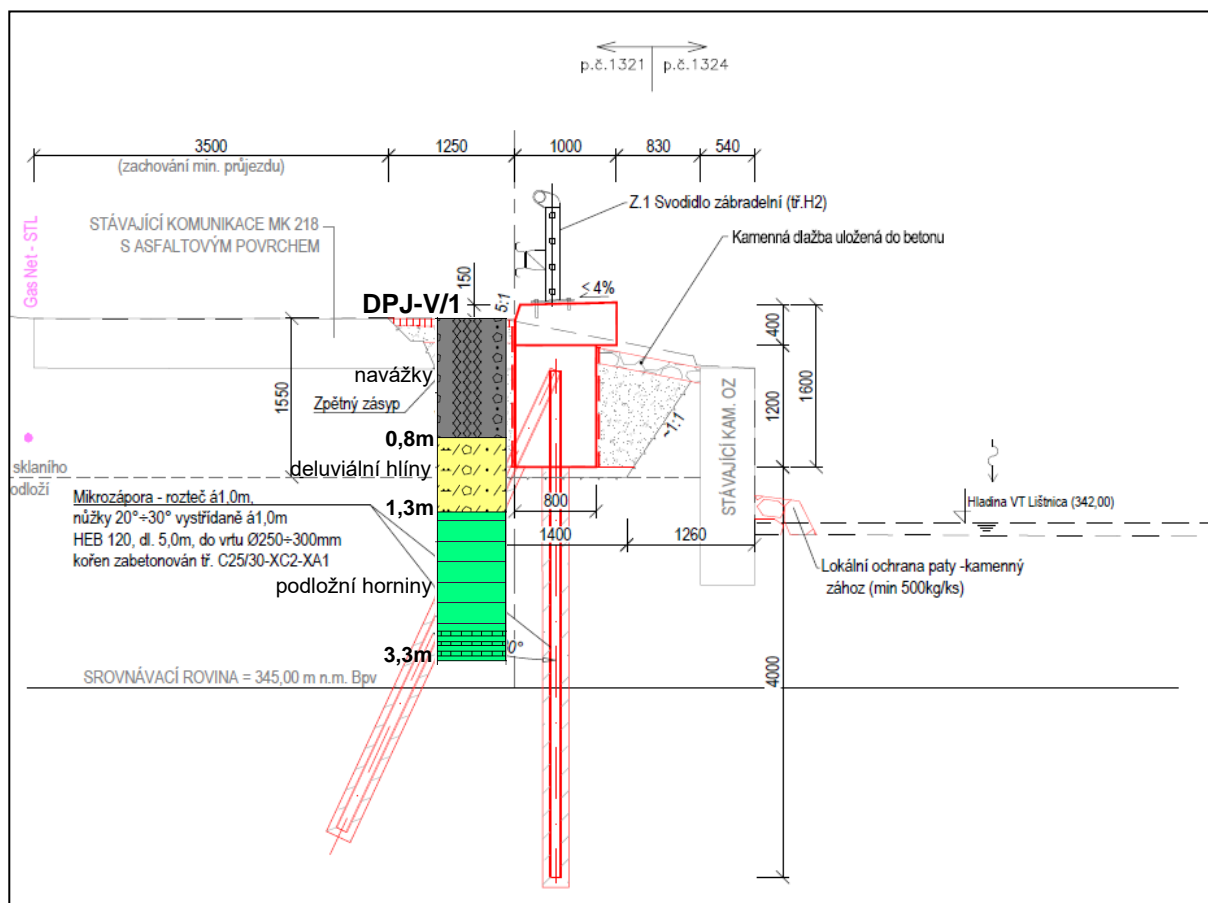 p.č.1321 p.č.1324
3500 1250 1000 830 540
(zachování min. průjezdu)
Z.1 Svodidlo zábradelní (tř.H2)
STÁVAJÍCÍ KOMUNIKACE MK 218
S ASFALTOVÝM POVRCHEM
Kamenná dlažba uložená do betonu
Gas Net - STL
150
5:1
≤ 4%
DPJ-V/1
400
1600
1200
1550
navážky
Zpětný zásyp
~1:1
STÁVAJÍCÍ KAM. OZ
0,8m
deluviální hlíny
sklaního
odloží
Mikrozápora - rozteč á1,0m,
nůžky 20°÷30° vystřídaně á1,0m
HEB 120, dl. 5,0m, do vrtu Ø250÷300mm
kořen zabetonován tř. C25/30-XC2-XA1
1,3m
800
1400 1260
Hladina VT Lištnica (342,00)
Lokální ochrana paty -kamenný
zához (min 500kg/ks)
podložní horniny
0°
3,3m
4000
SROVNÁVACÍ ROVINA = 345,00 m n.m. Bpv